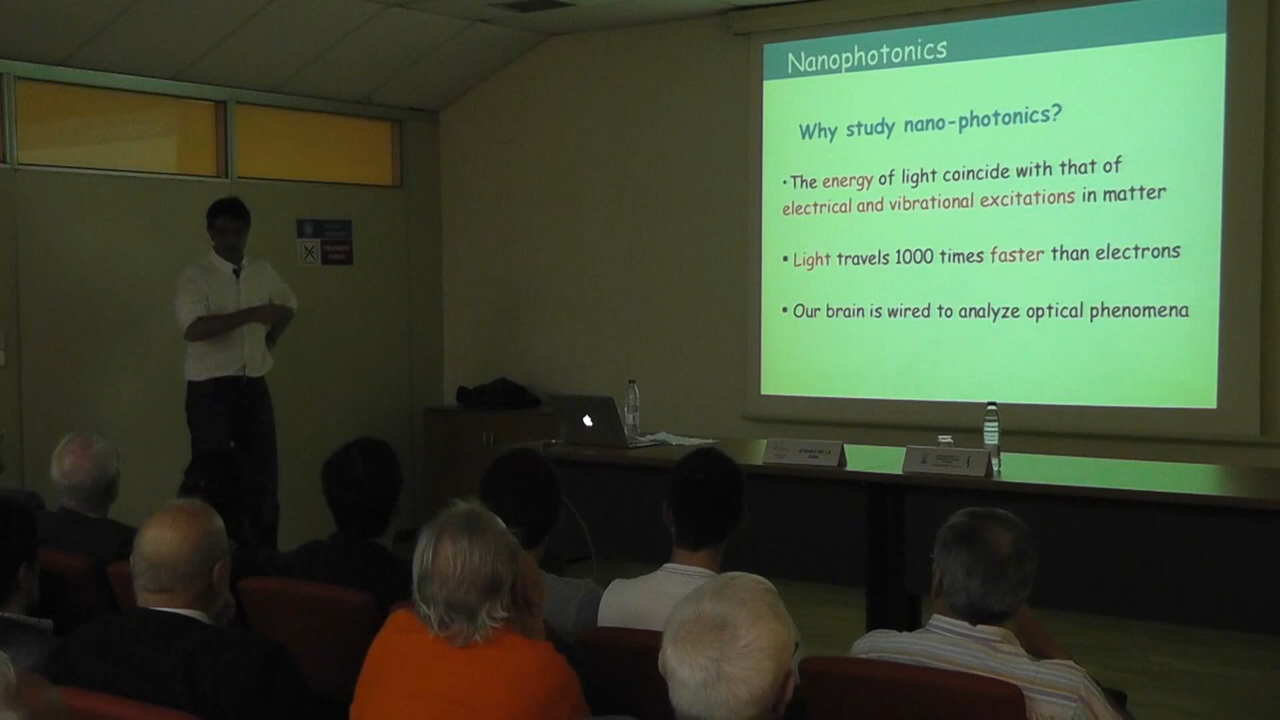 Nanophotonics
Why study nano-photonics?
• The energy of light coincide with that of
electrical and vibrational excitations in matter
• Light travels 1000 times faster than electrons
• Our brain is wired to analyze optical phenomena